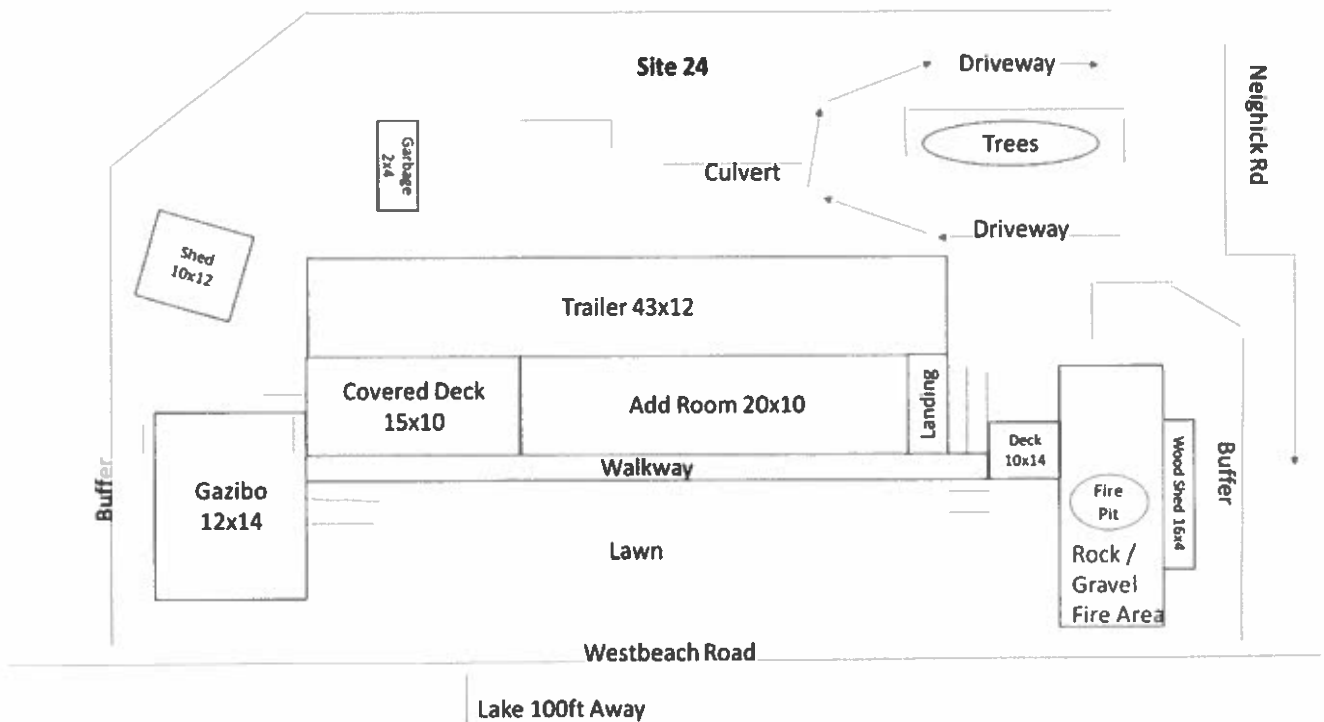 Site 24
Driveway
Neighick Rd
Trees
Garbage
2x4
Culvert
Driveway
Shed
10x12
Trailer 43x12
Covered Deck
15x10
Add Room 20x10
Landing
Deck
10x14
Walkway
Wood Shed 16x4
Buffer
Buffer
Gazibo
12x14
Fire
Pit
Lawn
Rock /
Gravel
Fire Area
Westbeach Road
Lake 100ft Away